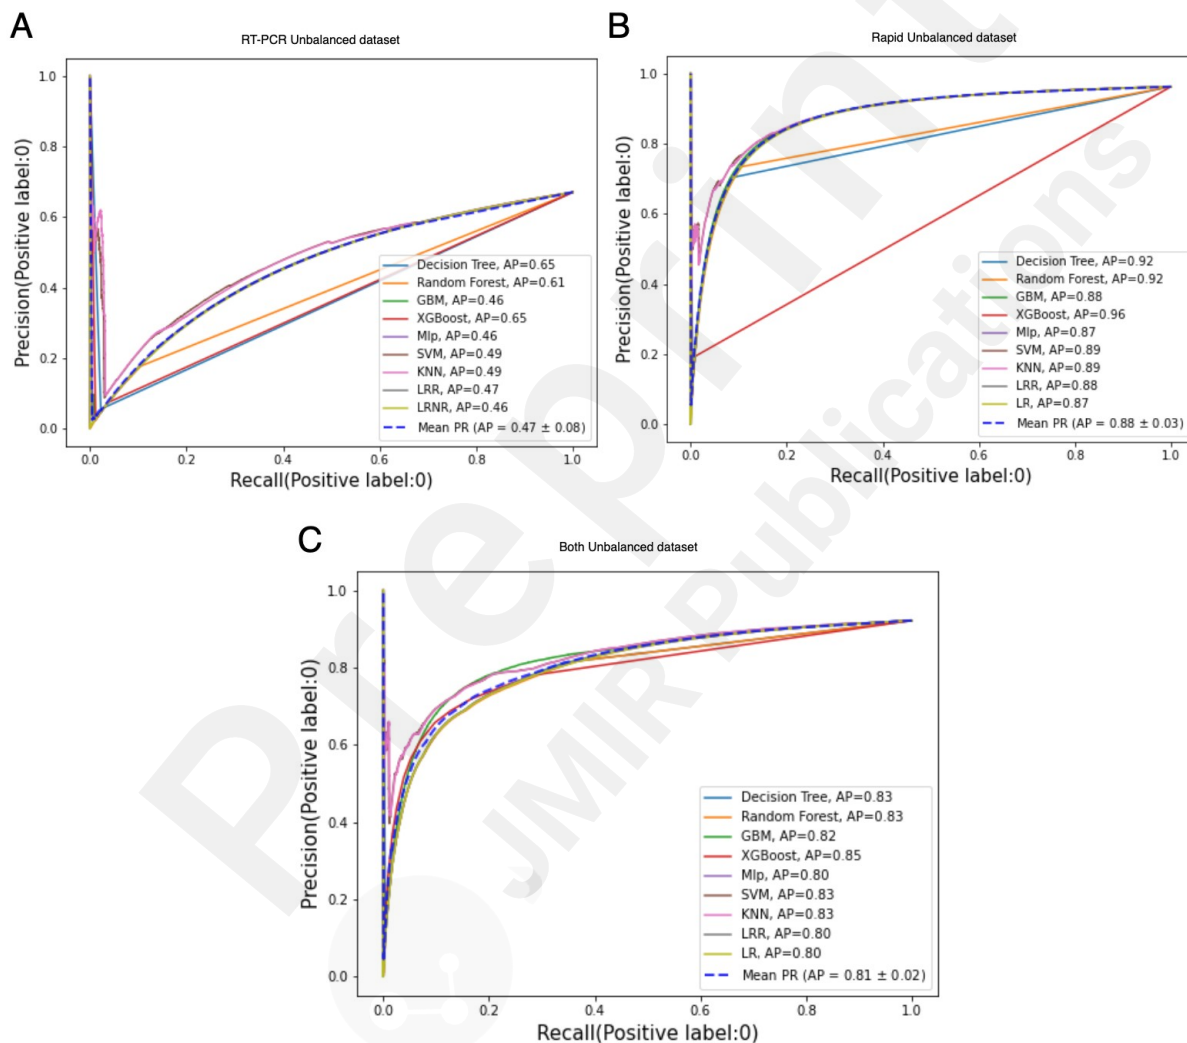 A
RT-PCR Unbalanced dataset
Precision(Positive label:0)
1.0
0.8
0.6
0.4
0.2
0.0
Decision Tree, AP=0.65
Random Forest, AP=0.61
GBM, AP=0.46
XGBoost, AP=0.65
Mlp, AP=0.46
SVM, AP=0.49
KNN, AP=0.49
LRR, AP=0.47
LRNR, AP=0.46
Mean PR (AP = 0.47 ± 0.08)
0.0 0.2 0.4 0.6 0.8 1.0
Recall(Positive label:0)
B
Rapid Unbalanced dataset
Precision(Positive label:0)
1.0
0.8
0.6
0.4
0.2
0.0
Decision Tree, AP=0.92
Random Forest, AP=0.92
GBM, AP=0.88
XGBoost, AP=0.96
Mlp, AP=0.87
SVM, AP=0.89
KNN, AP=0.89
LRR, AP=0.88
LR, AP=0.87
Mean PR (AP = 0.88 ± 0.03)
0.0 0.2 0.4 0.6 0.8 1.0
Recall(Positive label:0)
C
Both Unbalanced dataset
Precision(Positive label:0)
1.0
0.8
0.6
0.4
0.2
0.0
Decision Tree, AP=0.83
Random Forest, AP=0.83
GBM, AP=0.82
XGBoost, AP=0.85
Mlp, AP=0.80
SVM, AP=0.83
KNN, AP=0.83
LRR, AP=0.80
LR, AP=0.80
Mean PR (AP = 0.81 ± 0.02)
0.0 0.2 0.4 0.6 0.8 1.0
Recall(Positive label:0)
Preprint
JMIR Publications